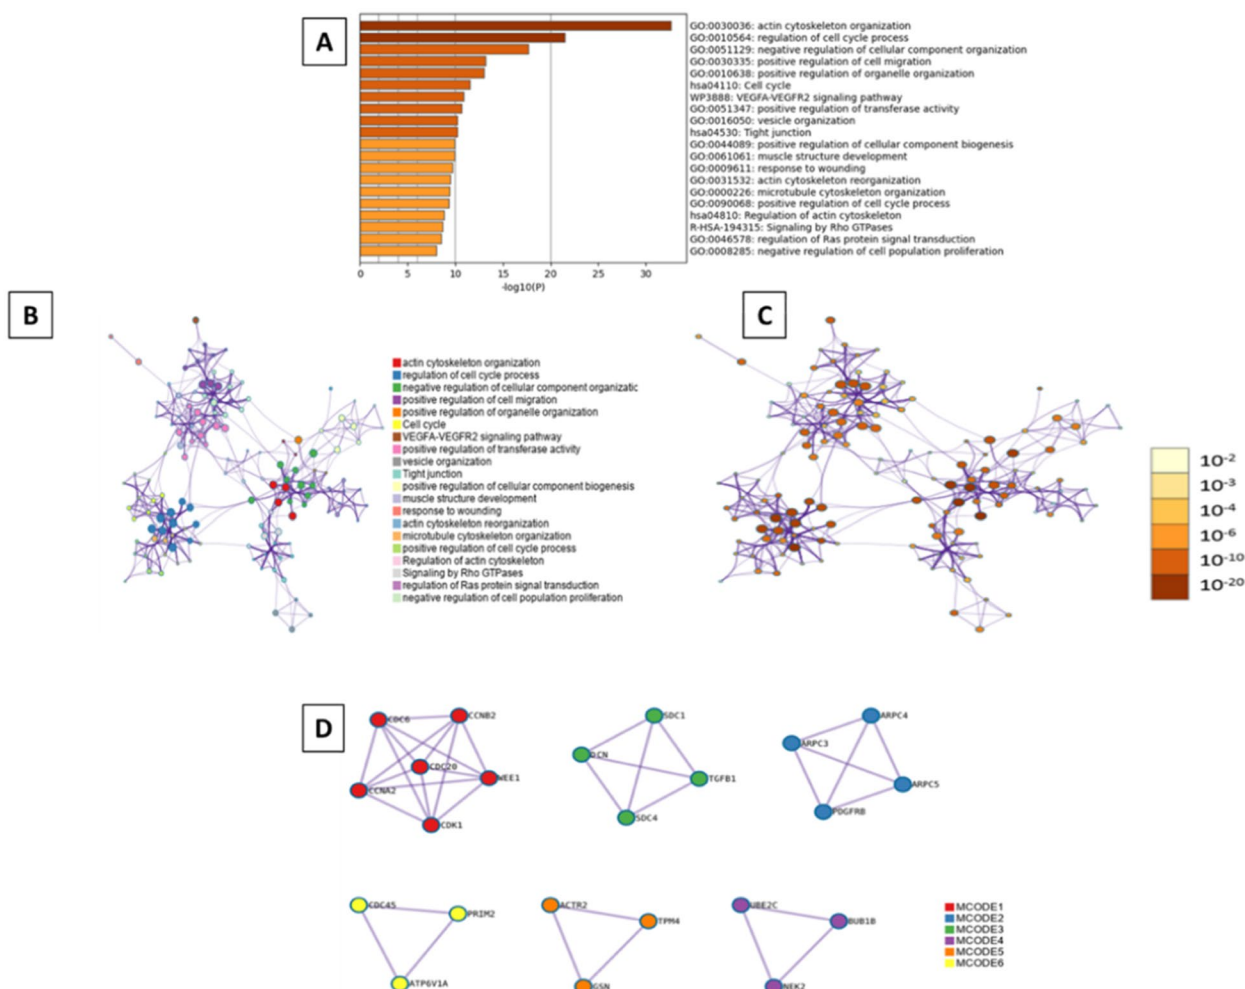 A
GO:0030036: actin cytoskeleton organization
GO:0010564: regulation of cell cycle process
GO:0051129: negative regulation of cellular component organization
GO:0030335: positive regulation of cell migration
GO:0010638: positive regulation of organelle organization
hsa04110: Cell cycle
WP3888: VEGFA-VEGFR2 signaling pathway
GO:0051347: positive regulation of transferase activity
GO:0016050: vesicle organization
hsa04530: Tight junction
GO:0044089: positive regulation of cellular component biogenesis
GO:0061061: muscle structure development
GO:0009611: response to wounding
GO:0031532: actin cytoskeleton reorganization
GO:0000226: microtubule cytoskeleton organization
GO:0090068: positive regulation of cell cycle process
hsa04810: Regulation of actin cytoskeleton
R-HSA-194315: Signaling by Rho GTPases
GO:0046578: regulation of Ras protein signal transduction
GO:0008285: negative regulation of cell population proliferation
0 5 10 15 20 25 30
-log10(P)
B
actin cytoskeleton organization
regulation of cell cycle process
negative regulation of cellular component organizatic
positive regulation of cell migration
positive regulation of organelle organization
Cell cycle
VEGFA-VEGFR2 signaling pathway
positive regulation of transferase activity
vesicle organization
Tight junction
positive regulation of cellular component biogenesis
muscle structure development
response to wounding
actin cytoskeleton reorganization
microtubule cytoskeleton organization
positive regulation of cell cycle process
Regulation of actin cytoskeleton
Signaling by Rho GTPases
regulation of Ras protein signal transduction
negative regulation of cell population proliferation
C
10-2
10-3
10-4
10-6
10-10
10-20
D
CDC6
CCNB2
CDC20
WEE1
CCNA2
CDK1
SDC1
DCN
TGFB1
SDC4
ARPC4
ARPC3
ARPC5
PDGFRB
CDC45
PRIM2
ATP6V1A
ACTR2
TPM4
GSN
UBE2C
BUB1B
NEK2
MCODE1
MCODE2
MCODE3
MCODE4
MCODE5
MCODE6